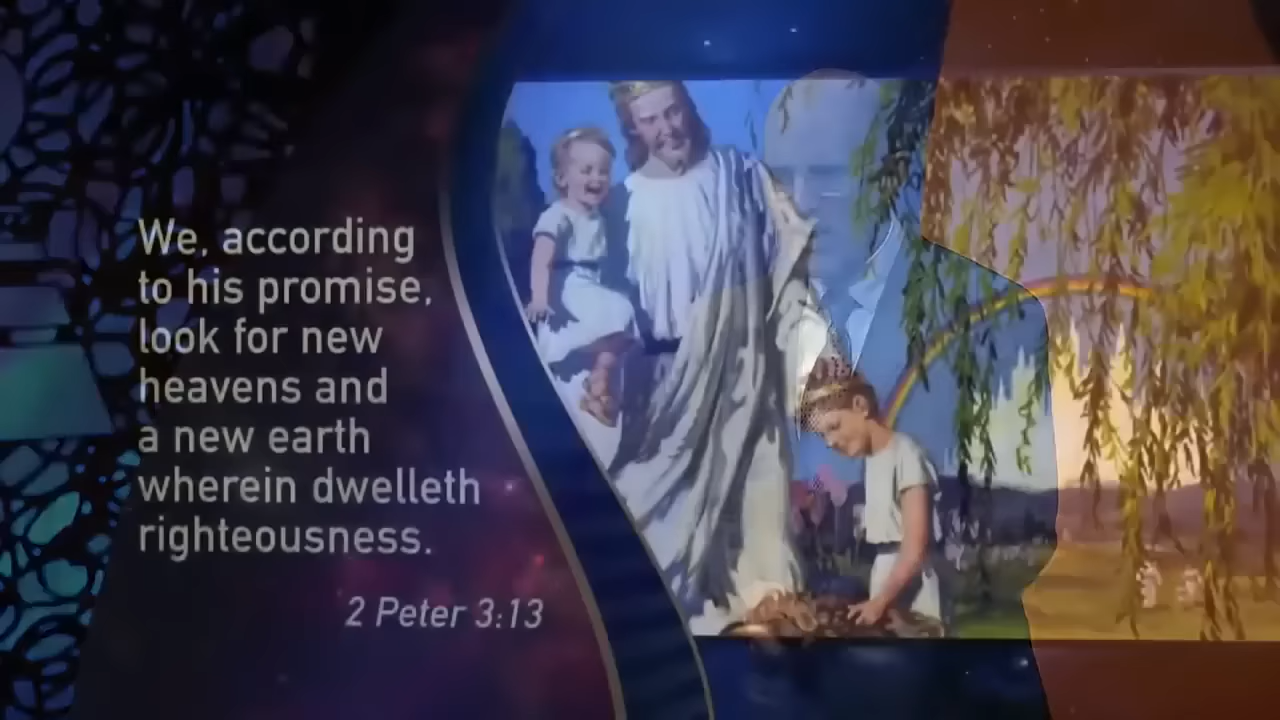 We, according
to his promise,
look for new
heavens and
a new earth
wherein dwelleth
righteousness.
2 Peter 3:13